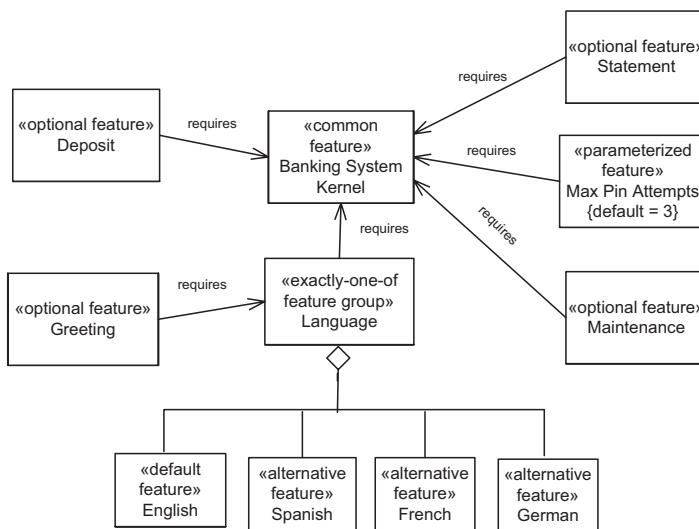 «optional feature»
Statement
requires
«optional feature»
Deposit
requires
«common
feature»
Banking System
Kernel
requires
«parameterized
feature»
Max Pin Attempts
{default = 3}
requires
requires
«optional feature»
Greeting
requires
«exactly-one-of
feature group»
Language
«optional feature»
Maintenance
«default
feature»
English
«alternative
feature»
Spanish
«alternative
feature»
French
«alternative
feature»
German